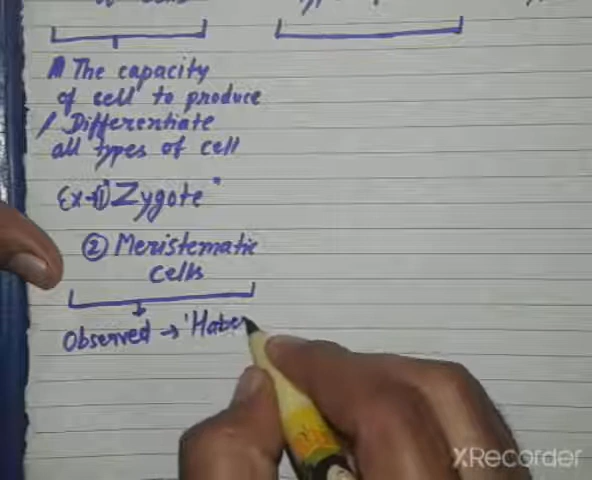 The capacity
of cell to produce
/ Differentiate
all types of cell
Ex → ① "Zygote"
② Meristematic
Cells
Observed → 'Haber
XRecorder